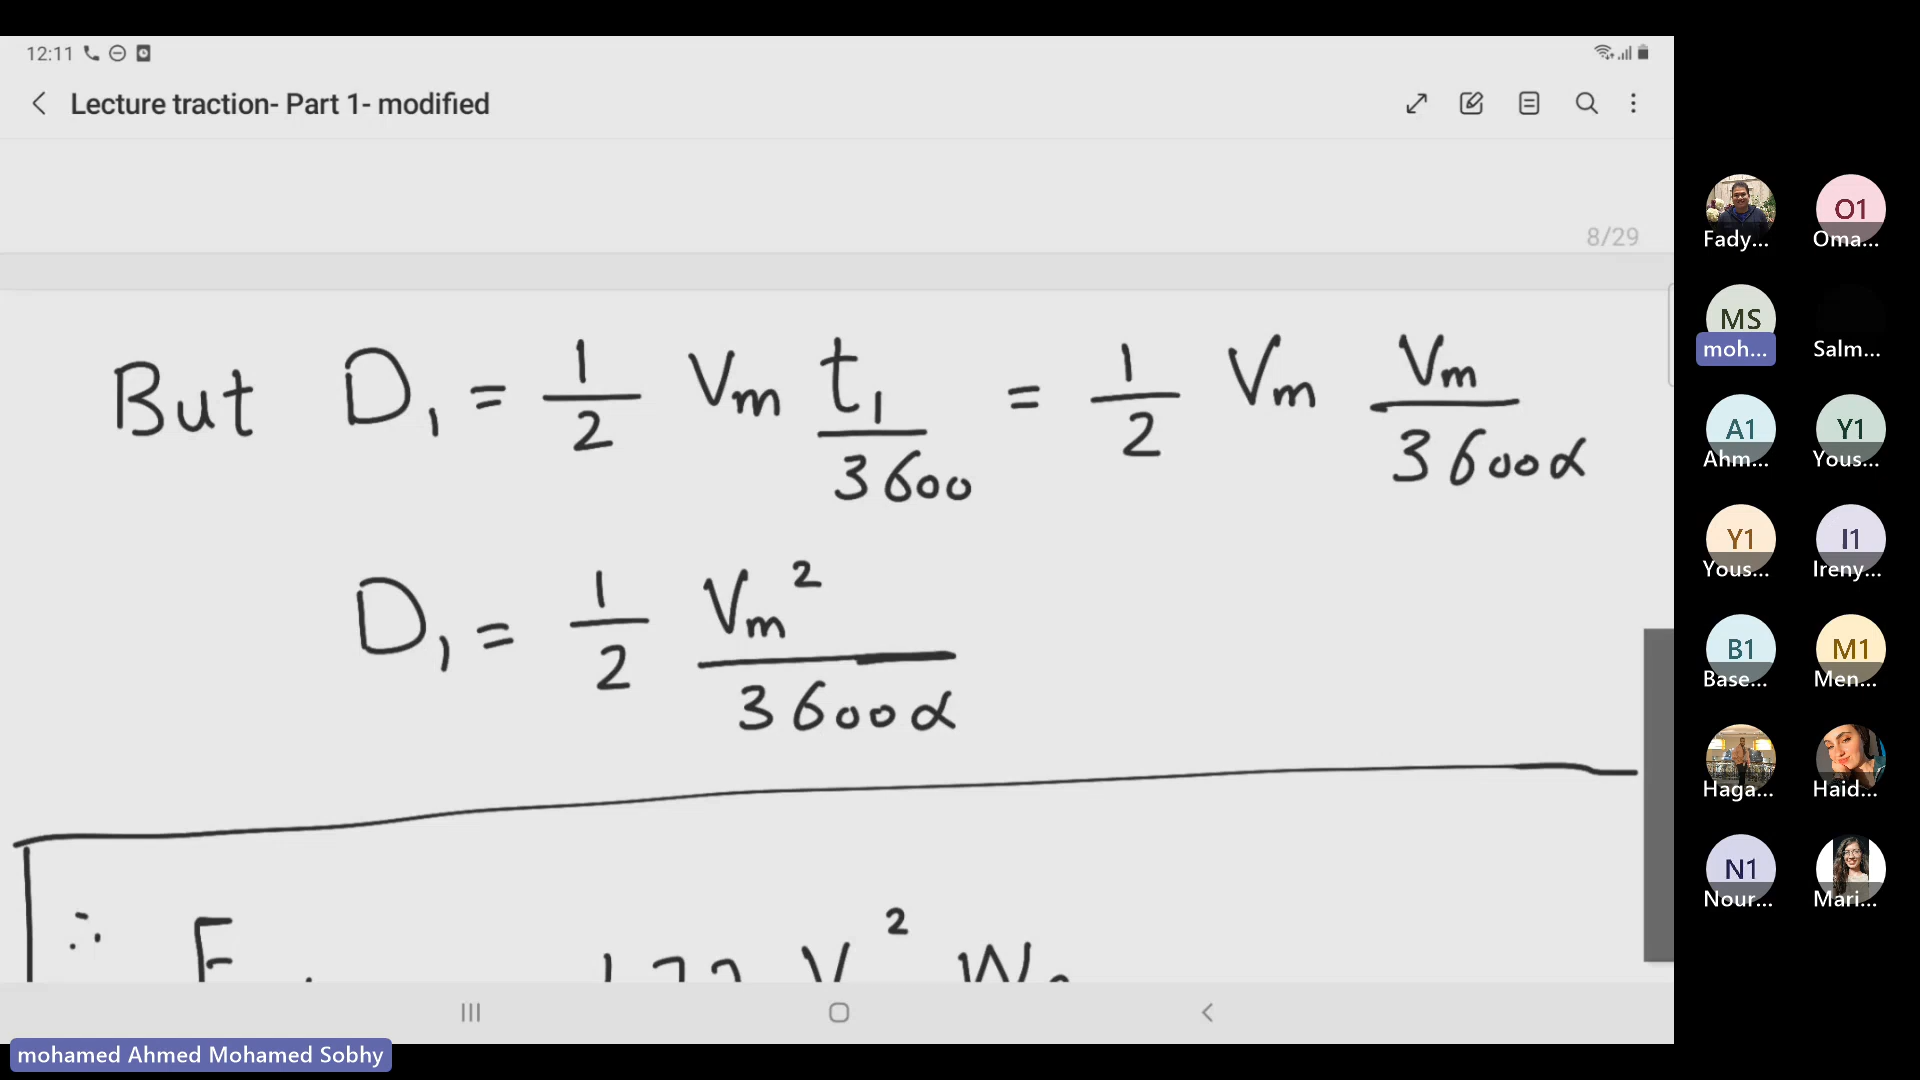 12:11
Lecture traction- Part 1- modified
8/29
But D₁ = 1/2 Vm t₁/3600 = 1/2 Vm Vm/3600α
D₁ = 1/2 Vm²/3600α
∴ E V² W
Fady... Oma...
MS O1
moh... Salm...
A1 Y1
Ahm... Yous...
Y1 I1
Yous... Ireny...
B1 M1
Base... Men...
Haga... Haid...
N1
Nour... Mari...
mohamed Ahmed Mohamed Sobhy